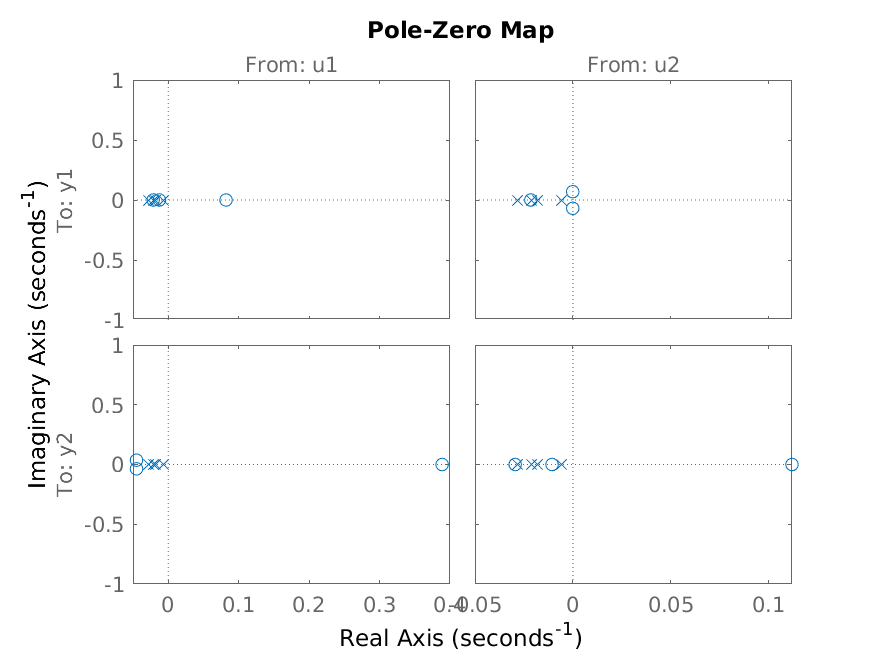 Pole-Zero Map
From: u1
From: u2
1
0.5
0
-0.5
-1
To: y1
1
0.5
0
-0.5
-1
To: y2
Imaginary Axis (seconds⁻¹)
0
0.1
0.2
0.3
0.4
-0.05
0
0.05
0.1
Real Axis (seconds⁻¹)